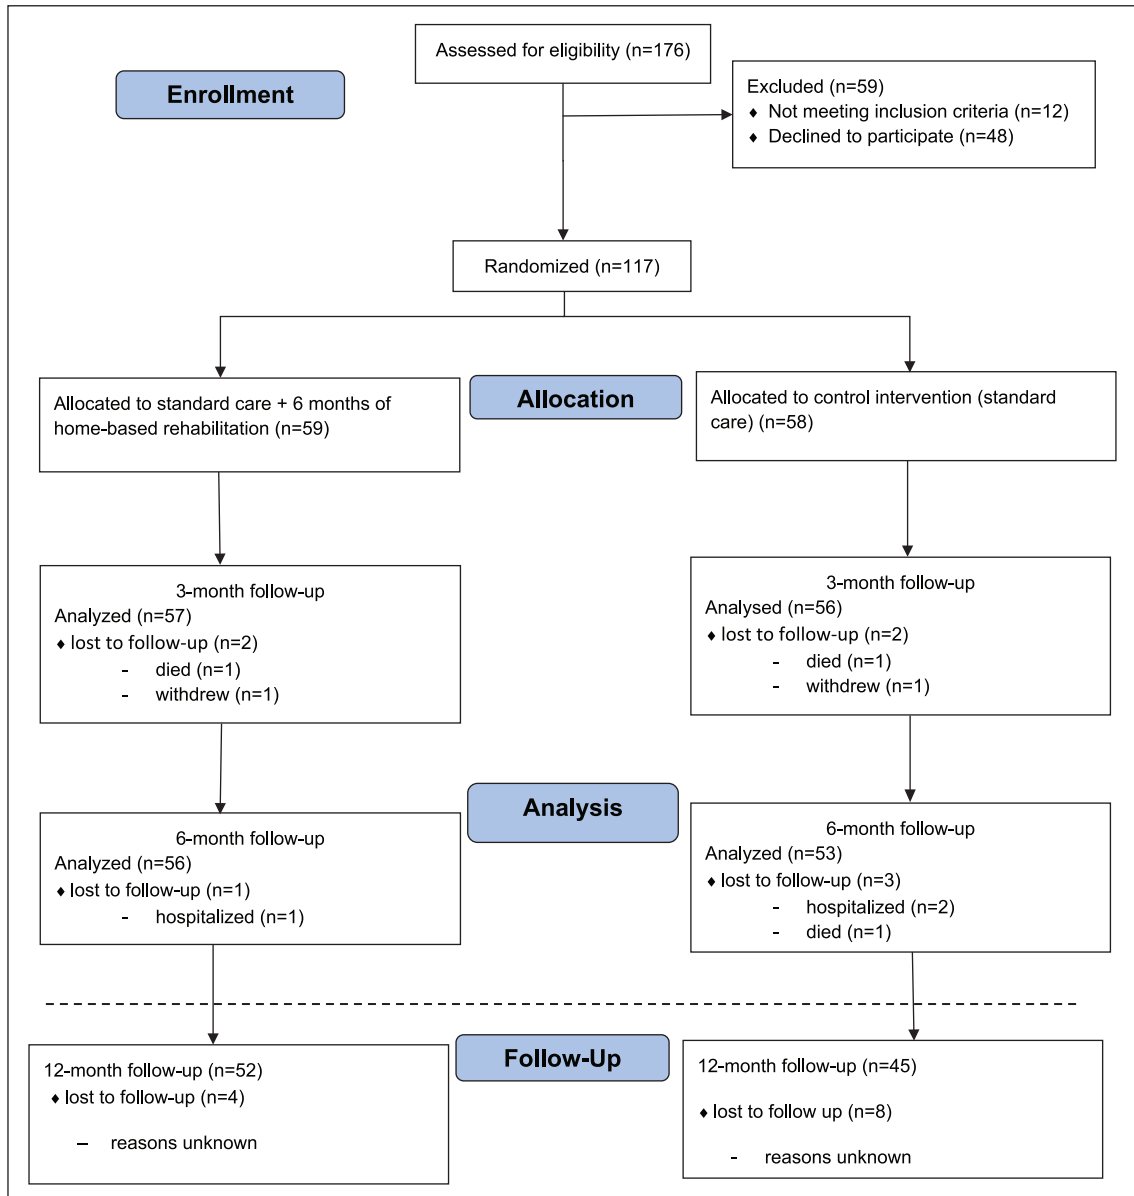 Assessed for eligibility (n=176)
Enrollment
Excluded (n=59)
♦ Not meeting inclusion criteria (n=12)
♦ Declined to participate (n=48)
Randomized (n=117)
Allocation
Allocated to standard care + 6 months of
home-based rehabilitation (n=59)
Allocated to control intervention (standard
care) (n=58)
3-month follow-up
Analyzed (n=57)
♦ lost to follow-up (n=2)
- died (n=1)
- withdrew (n=1)
3-month follow-up
Analysed (n=56)
♦ lost to follow-up (n=2)
- died (n=1)
- withdrew (n=1)
Analysis
6-month follow-up
Analyzed (n=56)
♦ lost to follow-up (n=1)
- hospitalized (n=1)
6-month follow-up
Analyzed (n=53)
♦ lost to follow-up (n=3)
- hospitalized (n=2)
- died (n=1)
Follow-Up
12-month follow-up (n=52)
♦ lost to follow-up (n=4)
– reasons unknown
12-month follow-up (n=45)
♦ lost to follow up (n=8)
- reasons unknown